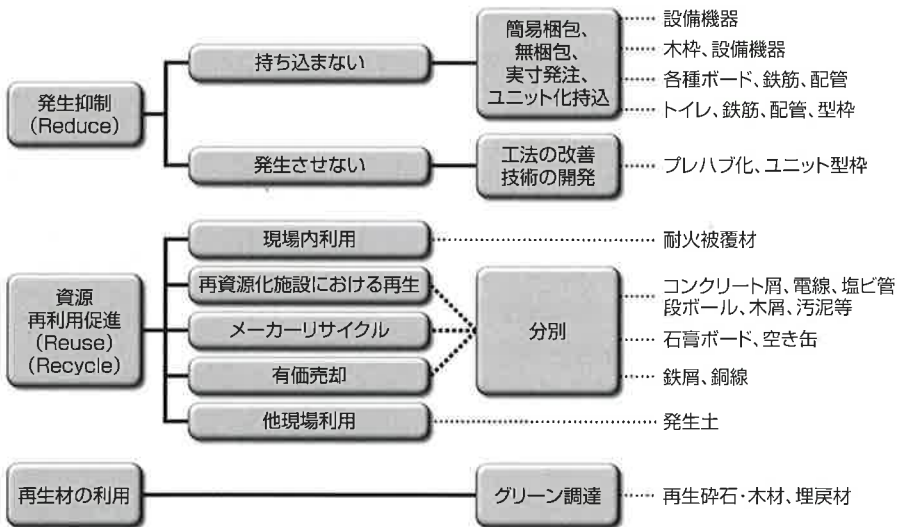 発生抑制
(Reduce)
持ち込まない
簡易梱包、
無梱包、
実寸発注、
ユニット化持込
設備機器
木枠、設備機器
各種ボード、鉄筋、配管
トイレ、鉄筋、配管、型枠
発生させない
工法の改善
技術の開発
プレハブ化、ユニット型枠
資源
再利用促進
(Reuse)
(Recycle)
現場内利用
耐火被覆材
再資源化施設における再生
メーカーリサイクル
有価売却
分別
コンクリート屑、電線、塩ビ管
段ボール、木屑、汚泥等
石膏ボード、空き缶
鉄屑、銅線
他現場利用
発生土
再生材の利用
グリーン調達
再生砕石・木材、埋戻材